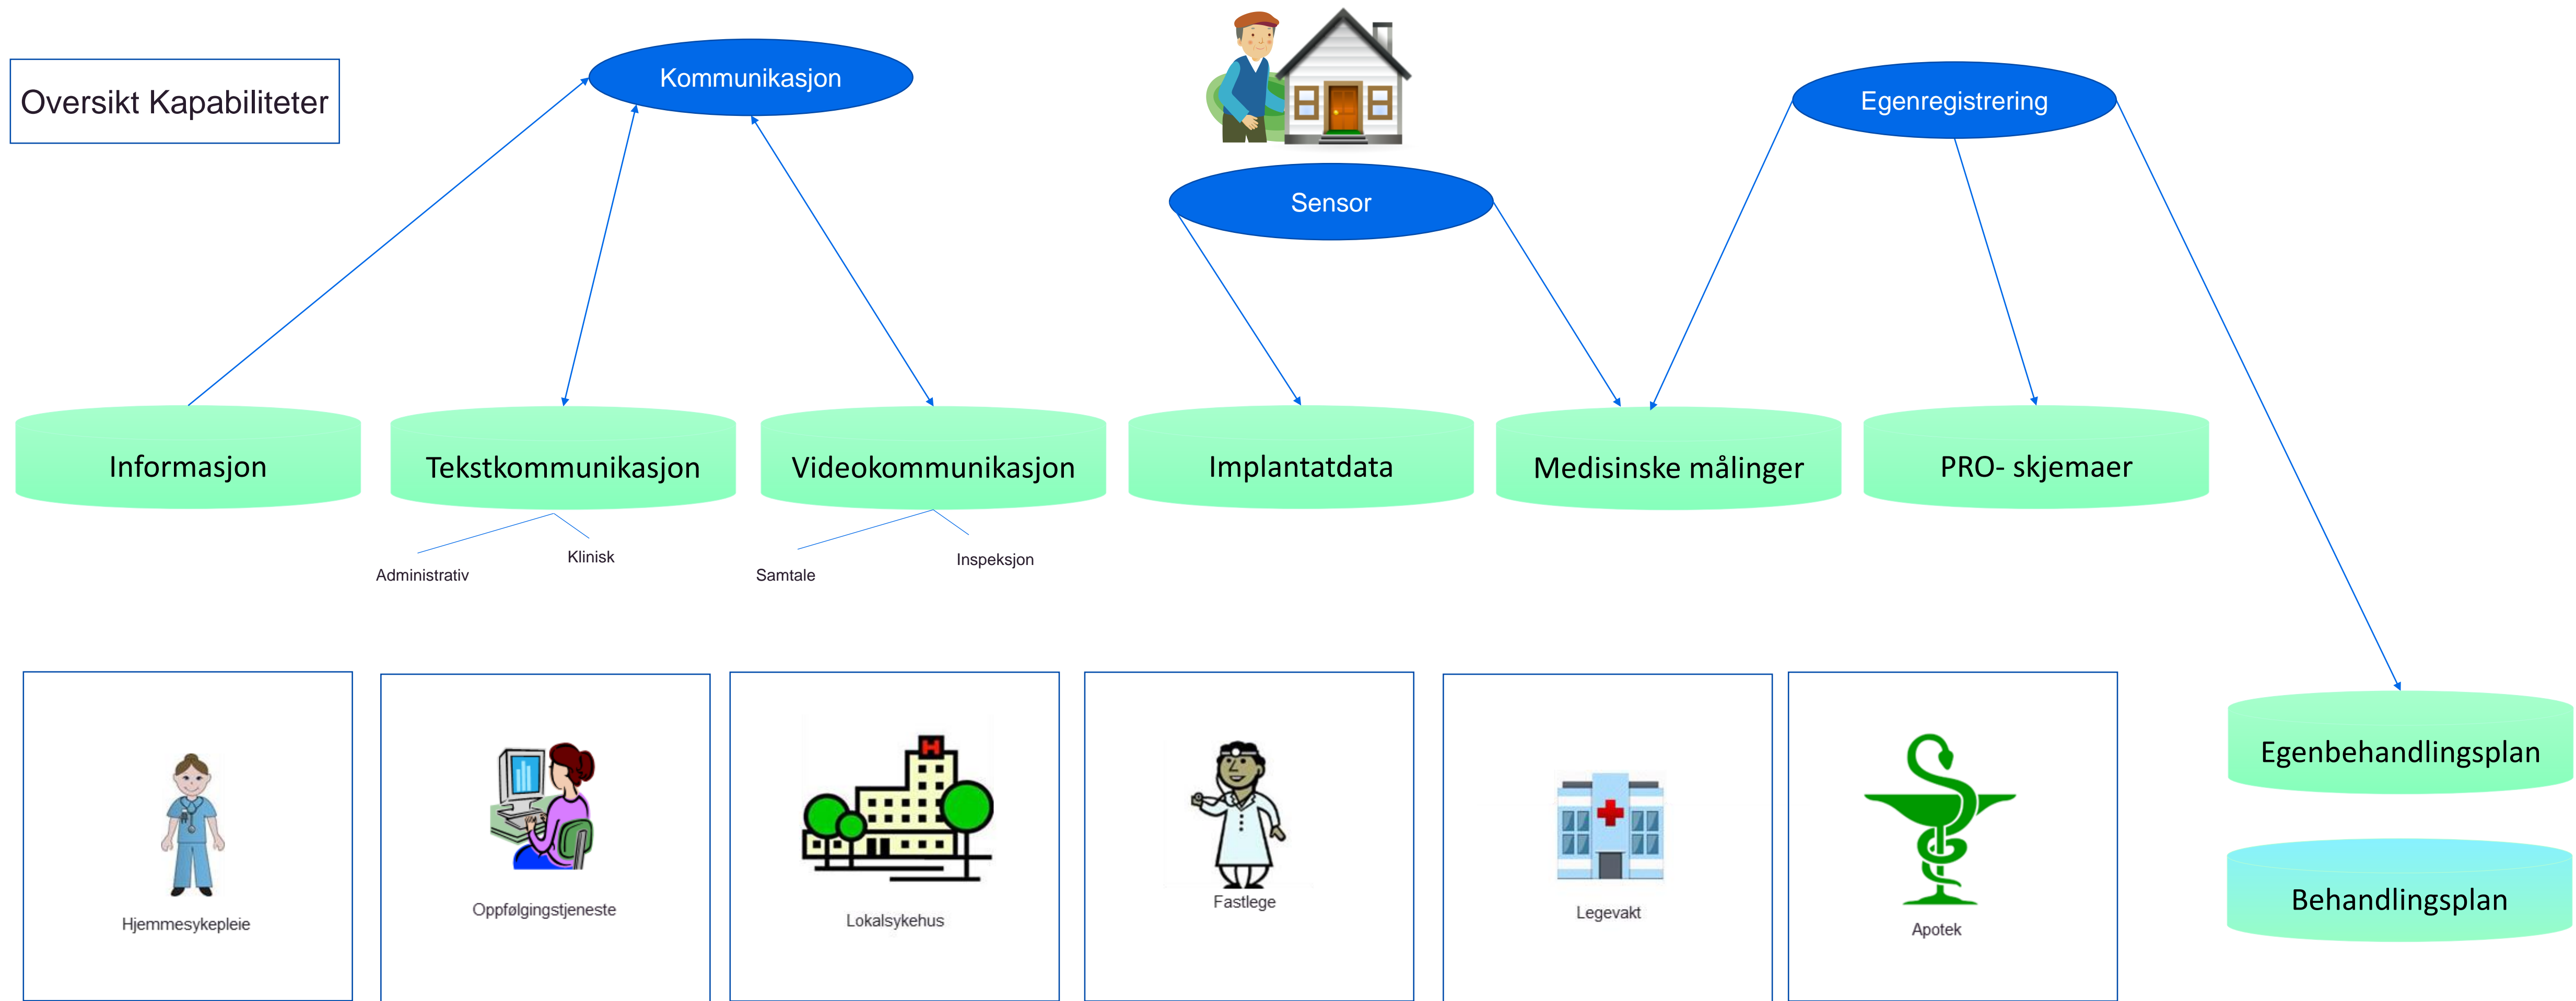 Oversikt Kapabiliteter
Kommunikasjon
Sensor
Egenregistrering
Informasjon
Tekstkommunikasjon
Videokommunikasjon
Implantatdata
Medisinske målinger
PRO- skjemaer
Administrativ
Klinisk
Samtale
Inspeksjon
H
Hjemmesykepleie
Oppfølgingstjeneste
Lokalsykehus
Fastlege
Legevakt
Apotek
Egenbehandlingsplan
Behandlingsplan